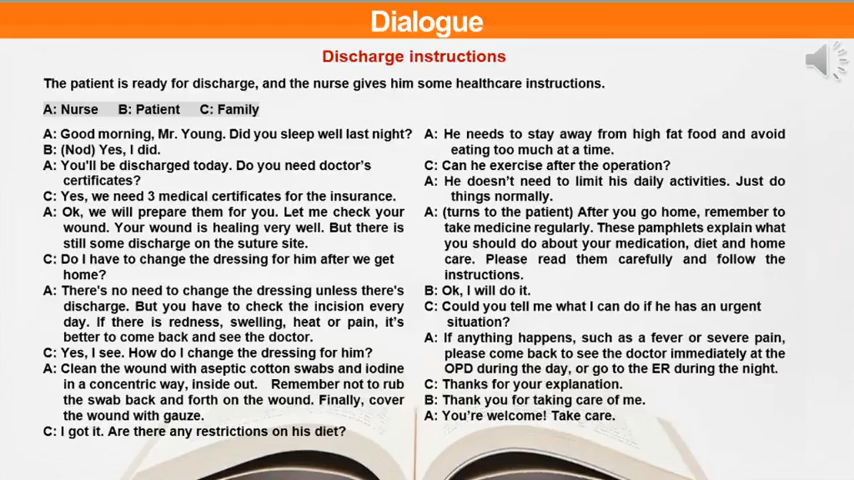 Dialogue
Discharge instructions
The patient is ready for discharge, and the nurse gives him some healthcare instructions.
A: Nurse B: Patient C: Family
A: Good morning, Mr. Young. Did you sleep well last night?
B: (Nod) Yes, I did.
A: You'll be discharged today. Do you need doctor's
certificates?
C: Yes, we need 3 medical certificates for the insurance.
A: Ok, we will prepare them for you. Let me check your
wound. Your wound is healing very well. But there is
still some discharge on the suture site.
C: Do I have to change the dressing for him after we get
home?
A: There's no need to change the dressing unless there's
discharge. But you have to check the incision every
day. If there is redness, swelling, heat or pain, it's
better to come back and see the doctor.
C: Yes, I see. How do I change the dressing for him?
A: Clean the wound with aseptic cotton swabs and iodine
in a concentric way, inside out. Remember not to rub
the swab back and forth on the wound. Finally, cover
the wound with gauze.
C: I got it. Are there any restrictions on his diet?
A: He needs to stay away from high fat food and avoid
eating too much at a time.
C: Can he exercise after the operation?
A: He doesn't need to limit his daily activities. Just do
things normally.
A: (turns to the patient) After you go home, remember to
take medicine regularly. These pamphlets explain what
you should do about your medication, diet and home
care. Please read them carefully and follow the
instructions.
B: Ok, I will do it.
C: Could you tell me what I can do if he has an urgent
situation?
A: If anything happens, such as a fever or severe pain,
please come back to see the doctor immediately at the
OPD during the day, or go to the ER during the night.
C: Thanks for your explanation.
B: Thank you for taking care of me.
A: You're welcome! Take care.